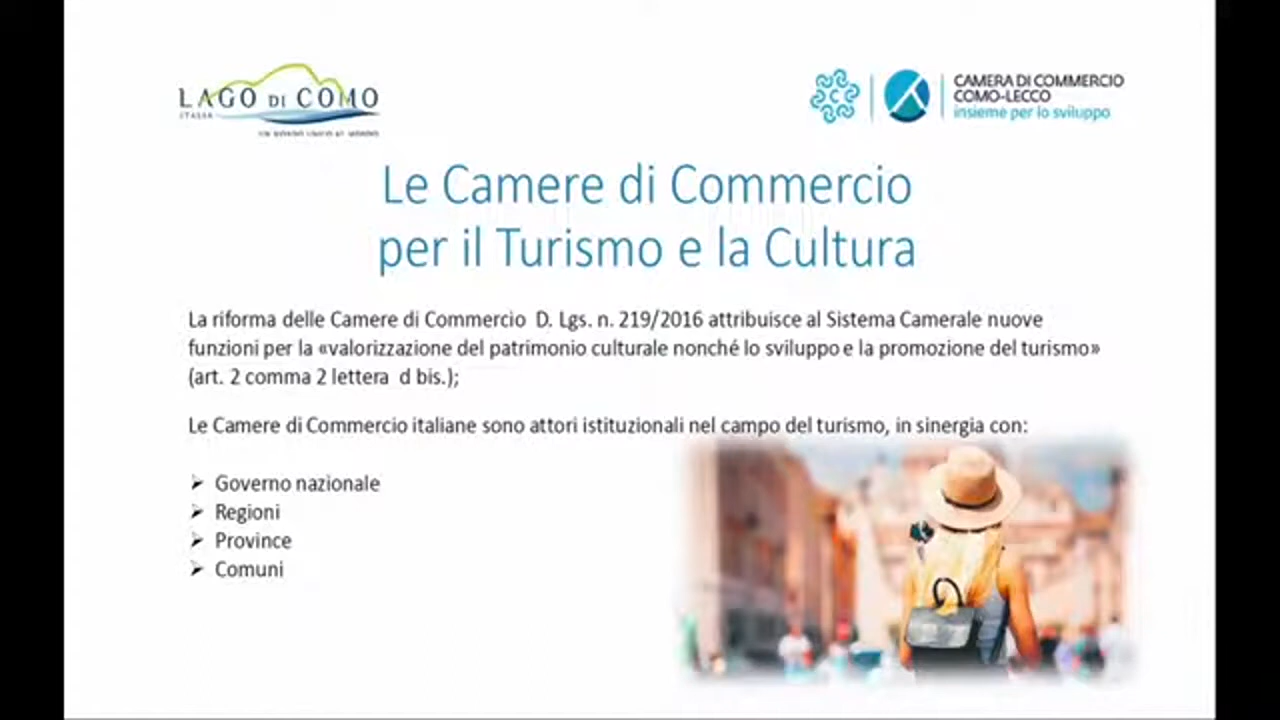 LAGO DI COMO
ITALIA
CAMERA DI COMMERCIO
COMO-LECCO
insieme per lo sviluppo
Le Camere di Commercio
per il Turismo e la Cultura
La riforma delle Camere di Commercio D. Lgs. n. 219/2016 attribuisce al Sistema Camerale nuove
funzioni per la «valorizzazione del patrimonio culturale nonché lo sviluppo e la promozione del turismo»
(art. 2 comma 2 lettera d bis.);
Le Camere di Commercio italiane sono attori istituzionali nel campo del turismo, in sinergia con:
➢ Governo nazionale
➢ Regioni
➢ Province
➢ Comuni